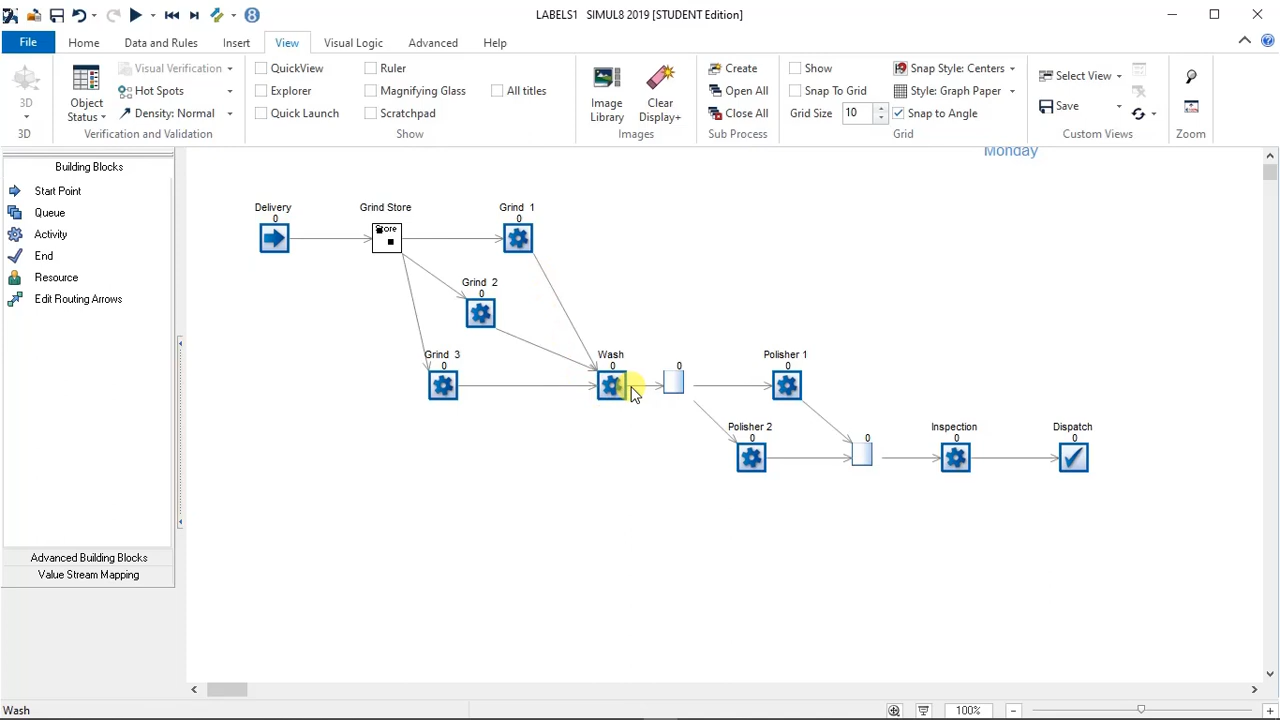 LABELS1 SIMUL8 2019 [STUDENT Edition]
File Home Data and Rules Insert View Visual Logic Advanced Help
3D
3D
Object Status
Visual Verification
Hot Spots
Density: Normal
Verification and Validation
QuickView
Explorer
Quick Launch
Ruler
Magnifying Glass
Scratchpad
All titles
Show
Image Library
Clear Display+
Images
Create
Open All
Close All
Sub Process
Show
Snap To Grid
Grid Size 10
Snap Style: Centers
Style: Graph Paper
Snap to Angle
Grid
Select View
Save
Custom Views
Zoom
Building Blocks
Start Point
Queue
Activity
End
Resource
Edit Routing Arrows
Advanced Building Blocks
Value Stream Mapping
Monday
Delivery
0
Grind Store
Store
Grind 1
0
Grind 2
0
Grind 3
0
Wash
0
0
Polisher 1
0
Polisher 2
0
0
Inspection
0
Dispatch
0
Wash
100%